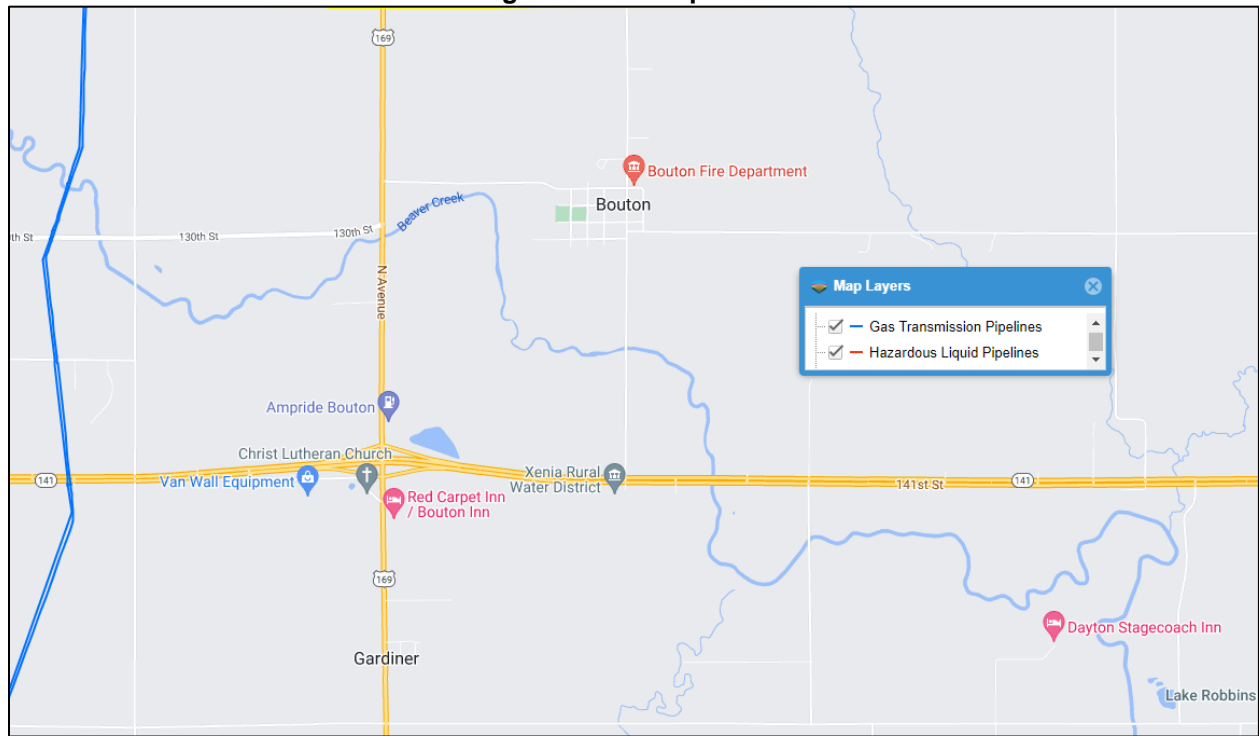 169
Bouton Fire Department
Bouton
Beaver Creek
th St
130th St
130th St
N Avenue
Map Layers
Gas Transmission Pipelines
Hazardous Liquid Pipelines
Ampride Bouton
Christ Lutheran Church
141
Van Wall Equipment
Xenia Rural
Water District
141st St
141
Red Carpet Inn
/ Bouton Inn
169
Dayton Stagecoach Inn
Gardiner
Lake Robbins